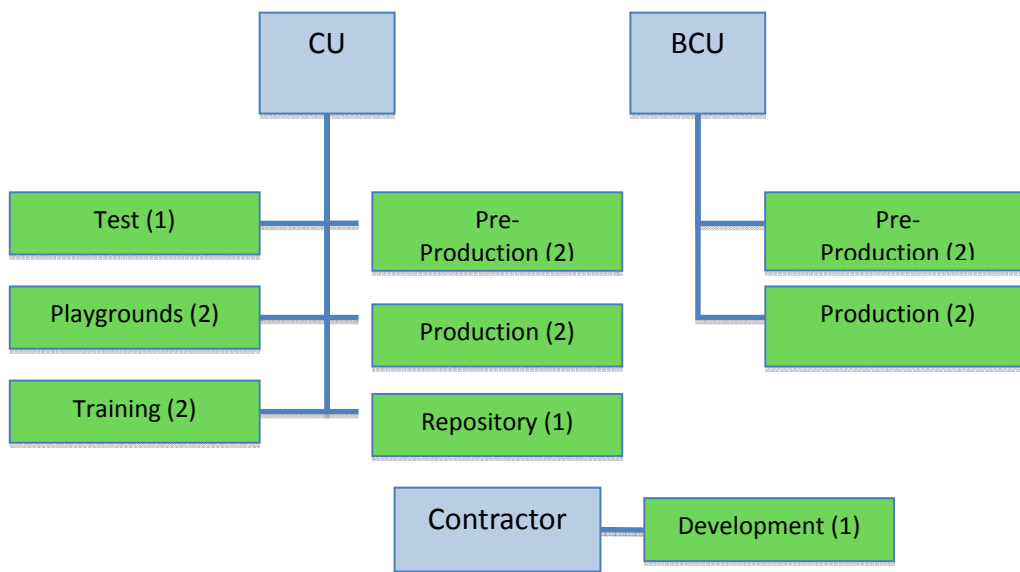 CU
BCU
Test (1)
Pre-
Production (2)
Pre-
Production (2)
Playgrounds (2)
Production (2)
Production (2)
Training (2)
Repository (1)
Contractor
Development (1)